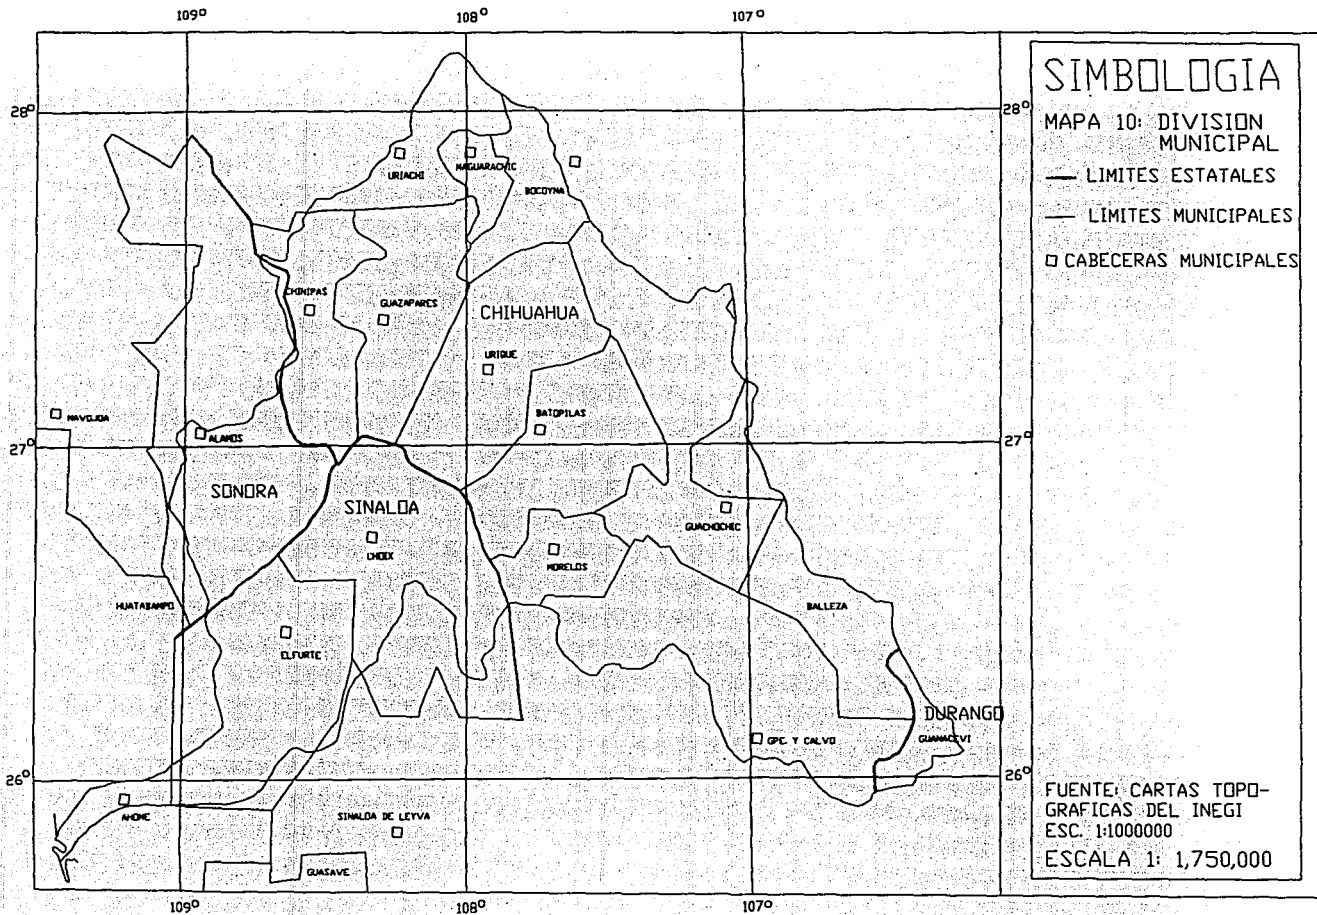 109° 108° 107°
28° 28°
27° 27°
26° 26°
109° 108° 107°
URIACHI
MAGUARACHIC
BOCOYNA
CHINIPAS
GUAZAPARES
CHIHUAHUA
URIQUE
NAVOJOA
ALAMOS
BATOPILAS
SONORA
SINALOA
CHOIX
GUACHOCHIC
MORELOS
HUATABAMPO
BALLEZA
ELFURTE
DURANGO
GUANACEVI
GPE. Y CALVO
AHOME
SINALOA DE LEYVA
GUASAVE
SIMBOLOGIA
MAPA 10: DIVISION
MUNICIPAL
LIMITES ESTATALES
LIMITES MUNICIPALES
CABECERAS MUNICIPALES
FUENTE: CARTAS TOPO-
GRAFICAS DEL INEGI
ESC. 1:1000000
ESCALA 1: 1,750,000